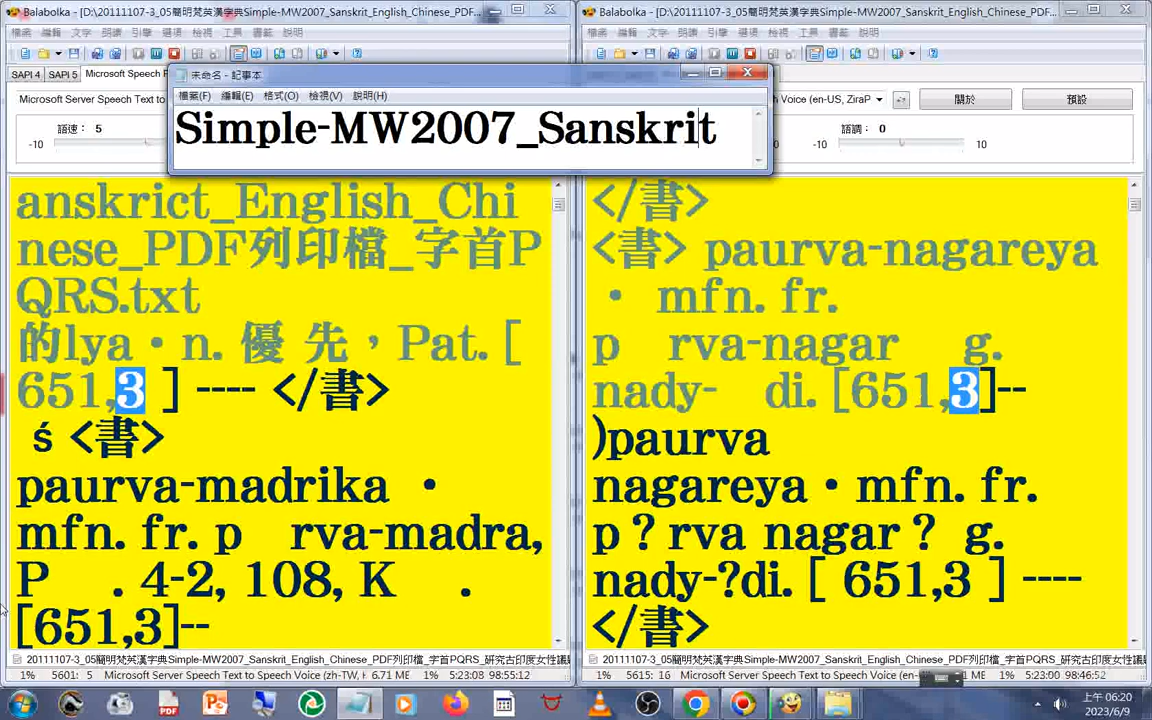 Balabolka - [D:\20111107-3_05簡明梵英漢字典Simple-MW2007_Sanskrit_English_Chinese_PDF...
檔案 編輯 文字 朗讀 引擎 選項 檢視 工具 書籤 說明
SAPI 4 SAPI 5 Microsoft Speech P
Microsoft Server Speech Text to
語速： 5
-10
anskrict_English_Chi
nese_PDF列印檔_字首P
QRS.txt
的lya・n. 優 先，Pat. [
651,3 ] ---- </書>
ś <書>
paurva-madrika ・
mfn. fr. p rva-madra,
P . 4-2, 108, K .
[651,3]--
20111107-3_05簡明梵英漢字典Simple-MW2007_Sanskrit_English_Chinese_PDF列印檔_字首PQRS_研究古印度女性議
1% 5601: 5 Microsoft Server Speech Text to Speech Voice (zh-TW, 6.71 MB 1% 5:23:08 98:55:12
未命名 - 記事本
檔案(F) 編輯(E) 格式(O) 檢視(V) 說明(H)
Simple-MW2007_Sanskrit
Balabolka - [D:\20111107-3_05簡明梵英漢字典Simple-MW2007_Sanskrit_English_Chinese_PDF...
檔案 編輯 文字 朗讀 引擎 選項 檢視 工具 書籤 說明
Voice (en-US, ZiraP 關於 預設
語調： 0
-10 10
</書>
<書> paurva-nagareya
・ mfn. fr.
p rva-nagar g.
nady- di. [651,3]--
)paurva
nagareya・mfn. fr.
p？rva nagar？ g.
nady-?di. [ 651,3 ] ----
</書>
20111107-3_05簡明梵英漢字典Simple-MW2007_Sanskrit_English_Chinese_PDF列印檔_字首PQRS_研究古印度女性議
1% 5615: 16 Microsoft Server Speech Text to Speech Voice (en-US, 1% 5:23:00 98:46:52
上午 06:20
2023/6/9